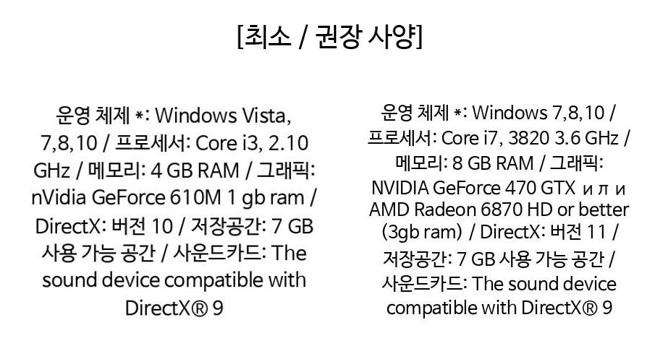 [최소 / 권장 사양]
운영 체제 *: Windows Vista,
7,8,10 / 프로세서: Core i3, 2.10
GHz / 메모리: 4 GB RAM / 그래픽:
nVidia GeForce 610M 1 gb ram /
DirectX: 버전 10 / 저장공간: 7 GB
사용 가능 공간 / 사운드카드: The
sound device compatible with
DirectX® 9
운영 체제 *: Windows 7,8,10 /
프로세서: Core i7, 3820 3.6 GHz /
메모리: 8 GB RAM / 그래픽:
NVIDIA GeForce 470 GTX и л и
AMD Radeon 6870 HD or better
(3gb ram) / DirectX: 버전 11 /
저장공간: 7 GB 사용 가능 공간 /
사운드카드: The sound device
compatible with DirectX® 9